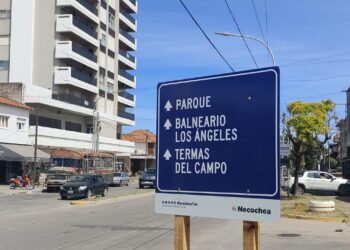 PARQUE
BALNEARIO
LOS ÁNGELES
TERMAS
DEL CAMPO
Necochea